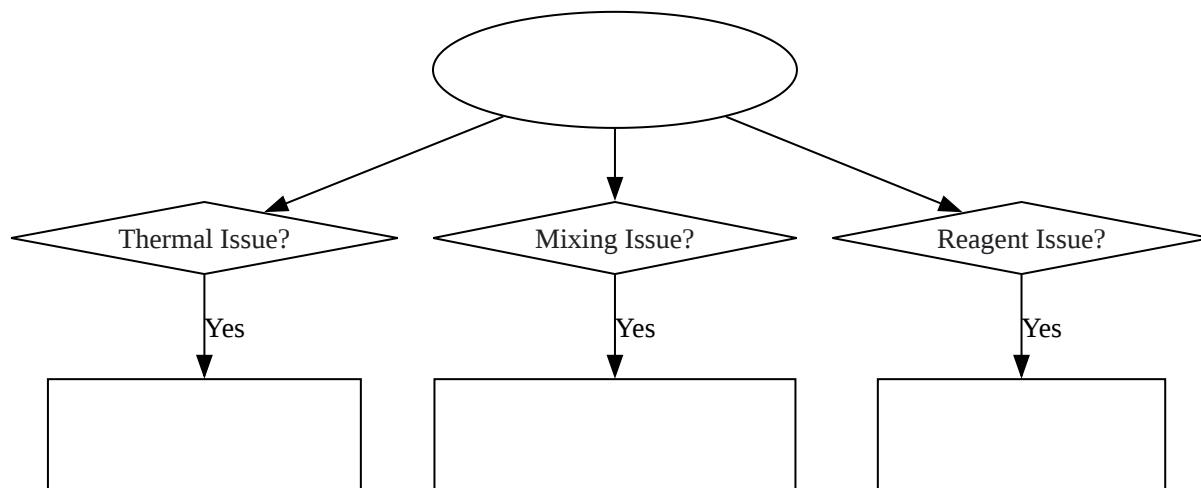 Thermal Issue?
Mixing Issue?
Reagent Issue?
Yes
Yes
Yes